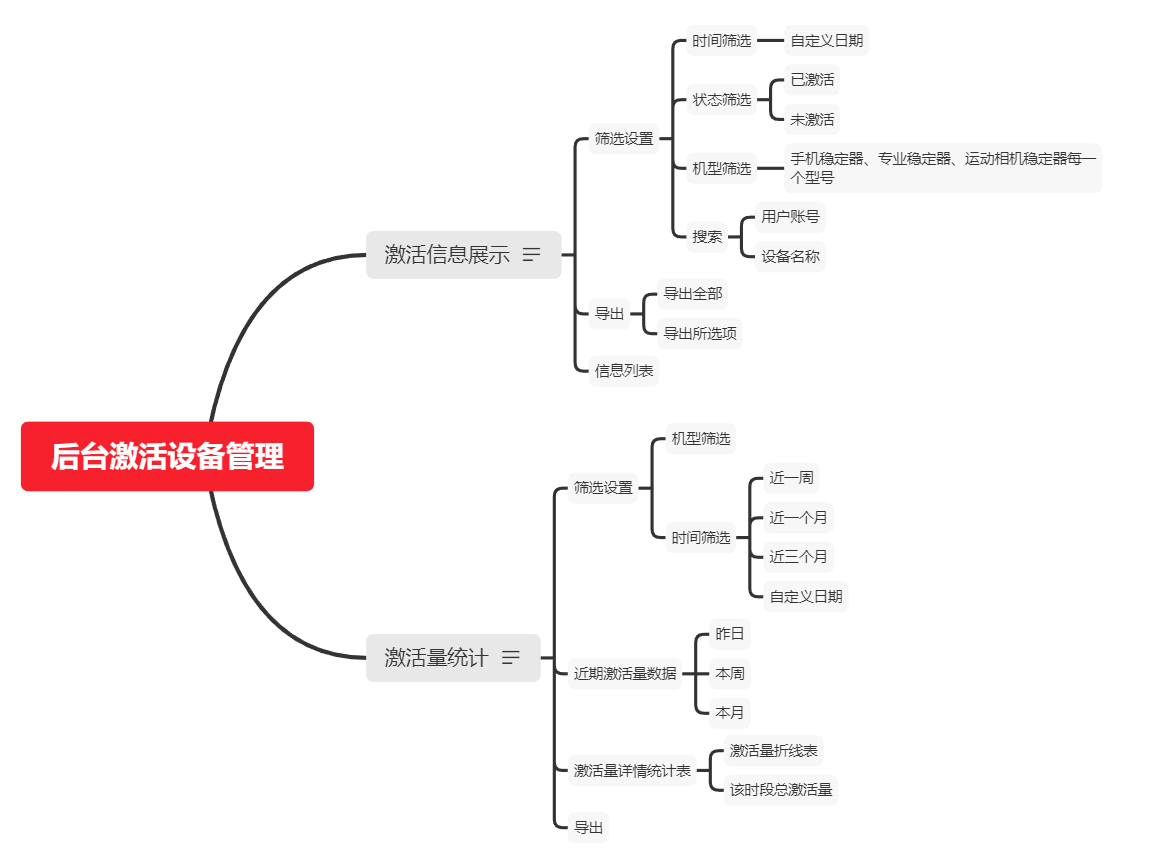 后台激活设备管理
激活信息展示
筛选设置
时间筛选
自定义日期
状态筛选
已激活
未激活
机型筛选
手机稳定器、专业稳定器、运动相机稳定器每一
个型号
搜索
用户账号
设备名称
导出
导出全部
导出所选项
信息列表
激活量统计
筛选设置
机型筛选
时间筛选
近一周
近一个月
近三个月
自定义日期
近期激活量数据
昨日
本周
本月
激活量详情统计表
激活量折线表
该时段总激活量
导出